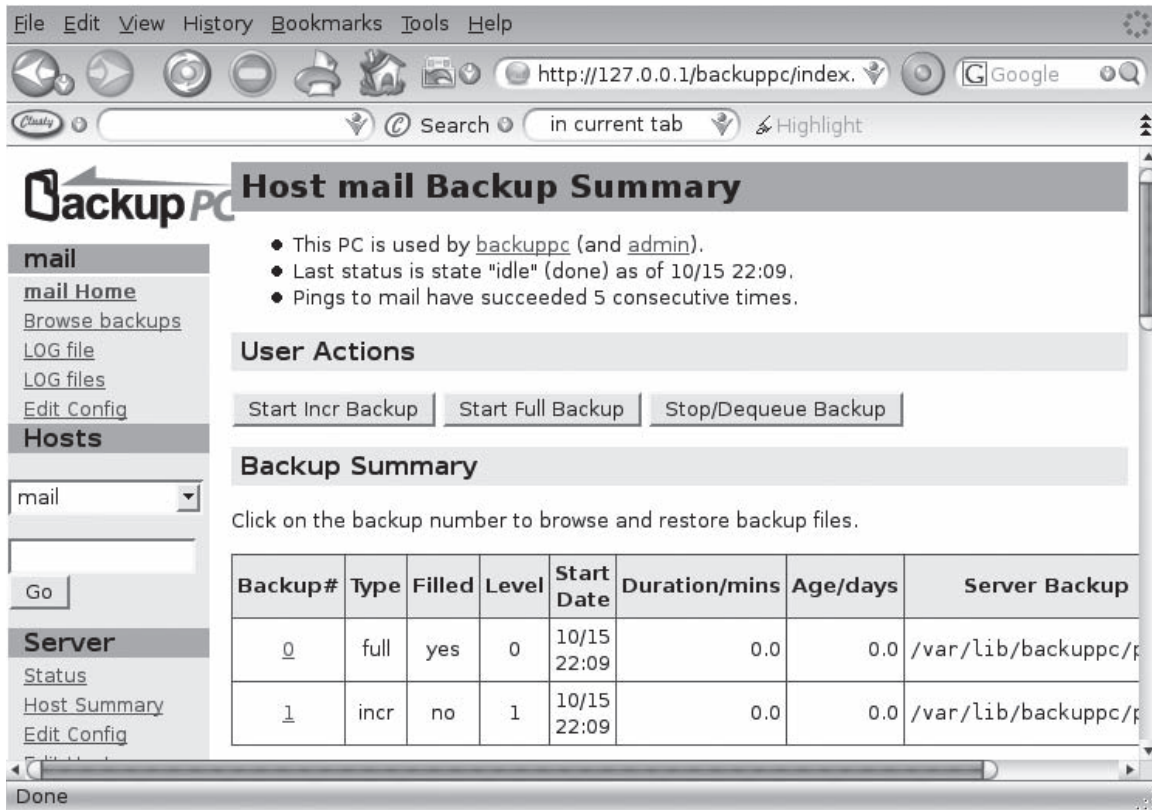 File Edit View History Bookmarks Tools Help
http://127.0.0.1/backuppc/index.
G Google
Clusty
Search
in current tab
Highlight
BackupPC
Host mail Backup Summary
This PC is used by backuppc (and admin).
Last status is state "idle" (done) as of 10/15 22:09.
Pings to mail have succeeded 5 consecutive times.
mail
mail Home
Browse backups
LOG file
LOG files
Edit Config
Hosts
mail
Go
Server
Status
Host Summary
Edit Config
User Actions
Start Incr Backup Start Full Backup Stop/Dequeue Backup
Backup Summary
Click on the backup number to browse and restore backup files.
Backup# Type Filled Level Start Date Duration/mins Age/days Server Backup
0 full yes 0 10/15 22:09 0.0 0.0 /var/lib/backuppc/p
1 incr no 1 10/15 22:09 0.0 0.0 /var/lib/backuppc/p
Done